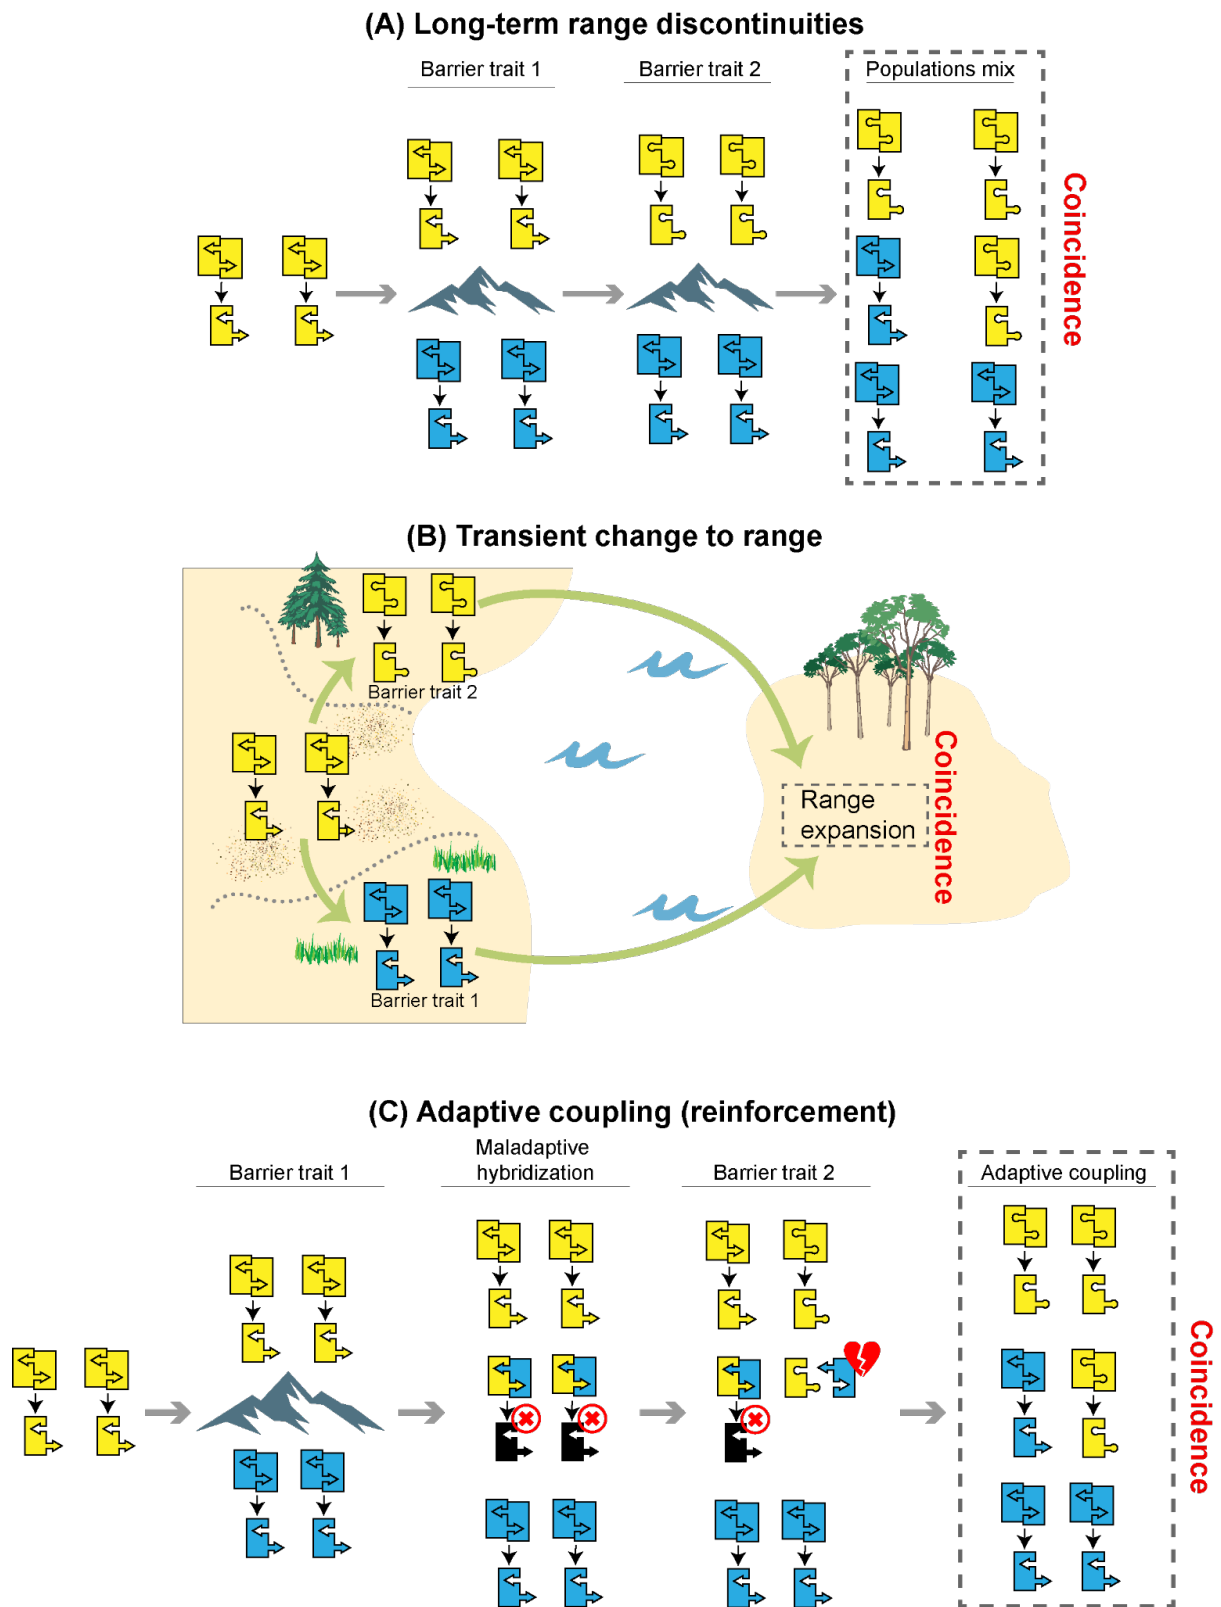 (A) Long-term range discontinuities
Barrier trait 1
Barrier trait 2
Populations mix
Coincidence
(B) Transient change to range
Barrier trait 2
Range
expansion
Coincidence
Barrier trait 1
(C) Adaptive coupling (reinforcement)
Barrier trait 1
Maladaptive
hybridization
Barrier trait 2
Adaptive coupling
Coincidence